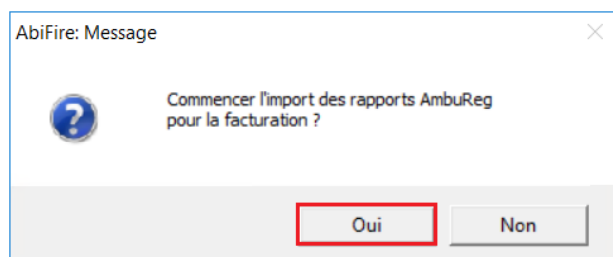 AbiFire: Message
Commencer l'import des rapports AmbuReg
pour la facturation ?
Oui
Non